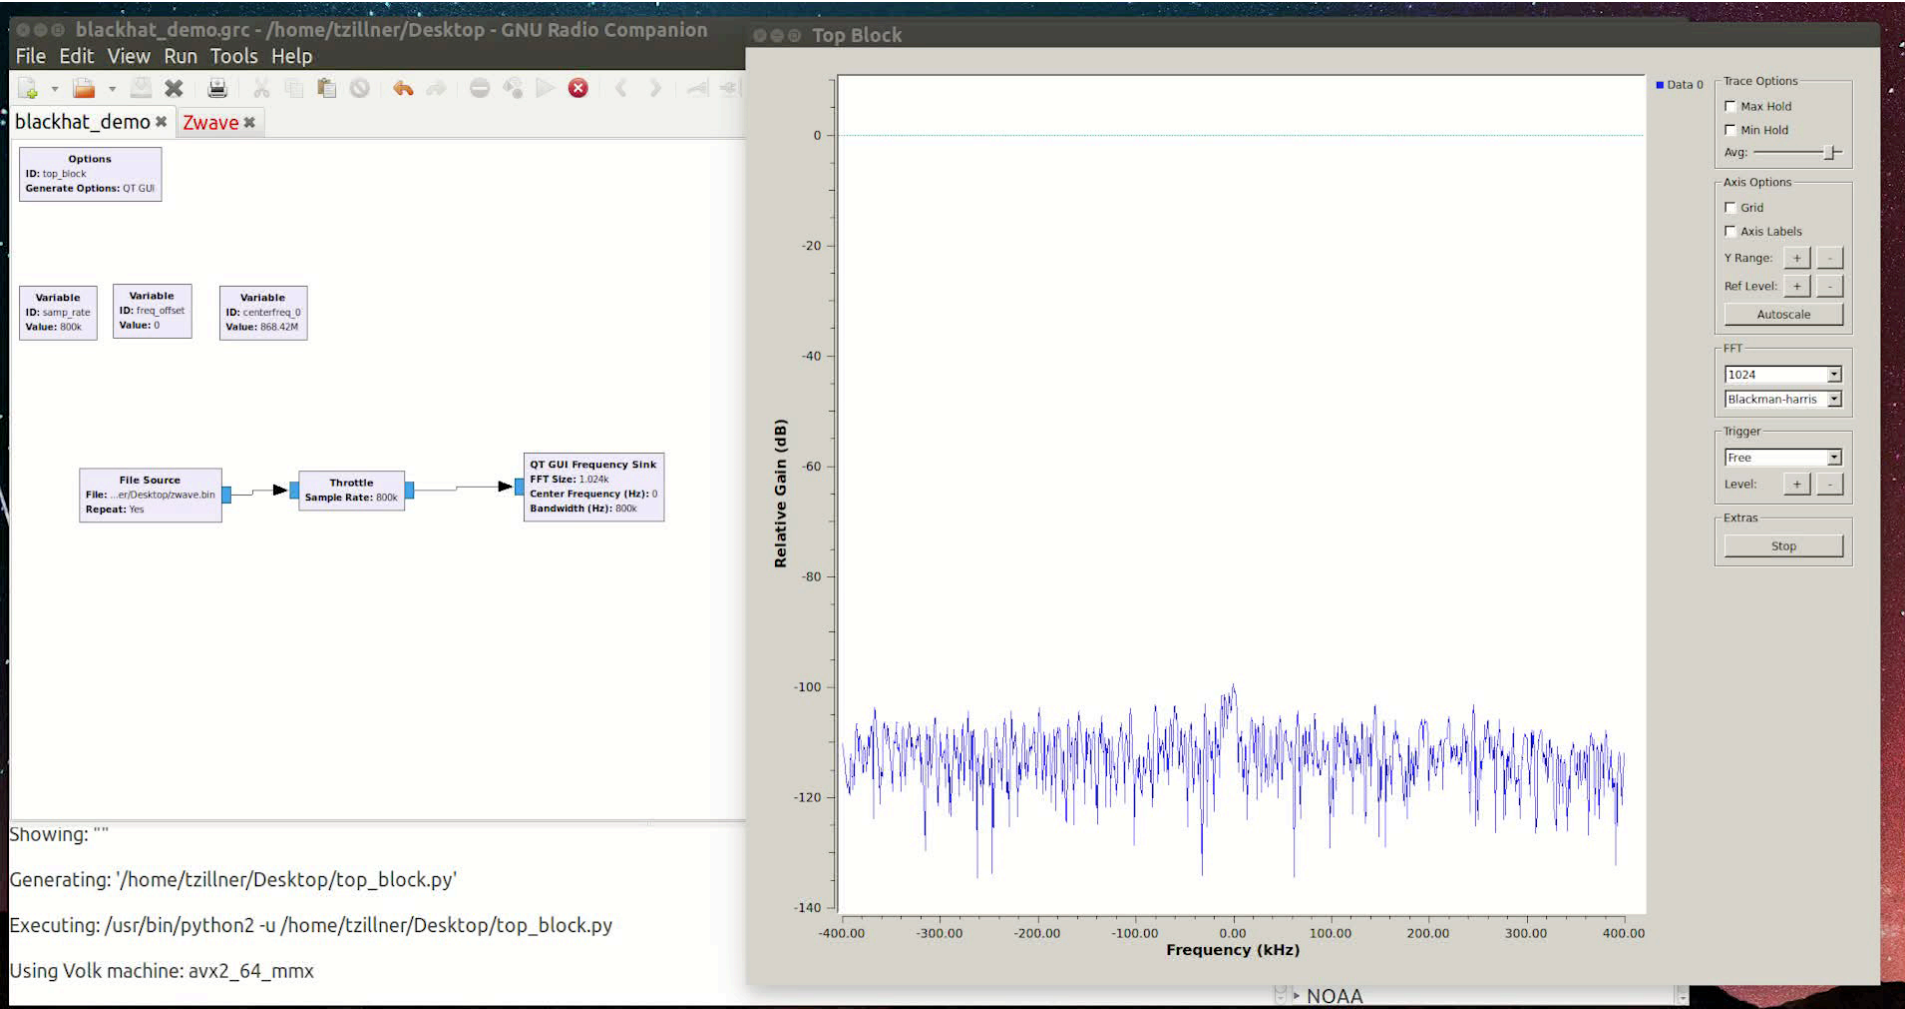 blackhat_demo.grc - /home/tzillner/Desktop - GNU Radio Companion
File Edit View Run Tools Help
blackhat_demo
Zwave
Options
ID: top_block
Generate Options: QT GUI
Variable
ID: samp_rate
Value: 800k
Variable
ID: freq_offset
Value: 0
Variable
ID: centerfreq_0
Value: 868.42M
File Source
File: ...er/Desktop/zwave.bin
Repeat: Yes
Throttle
Sample Rate: 800k
QT GUI Frequency Sink
FFT Size: 1.024k
Center Frequency (Hz): 0
Bandwidth (Hz): 800k
Showing: ""
Generating: '/home/tzillner/Desktop/top_block.py'
Executing: /usr/bin/python2 -u /home/tzillner/Desktop/top_block.py
Using Volk machine: avx2_64_mmx
Top Block
0
-20
-40
-60
-80
-100
-120
-140
Relative Gain (dB)
-400.00 -300.00 -200.00 -100.00 0.00 100.00 200.00 300.00 400.00
Frequency (kHz)
Data 0
Trace Options
Max Hold
Min Hold
Avg:
Axis Options
Grid
Axis Labels
Y Range: + -
Ref Level: + -
Autoscale
FFT
1024
Blackman-harris
Trigger
Free
Level: + -
Extras
Stop
NOAA